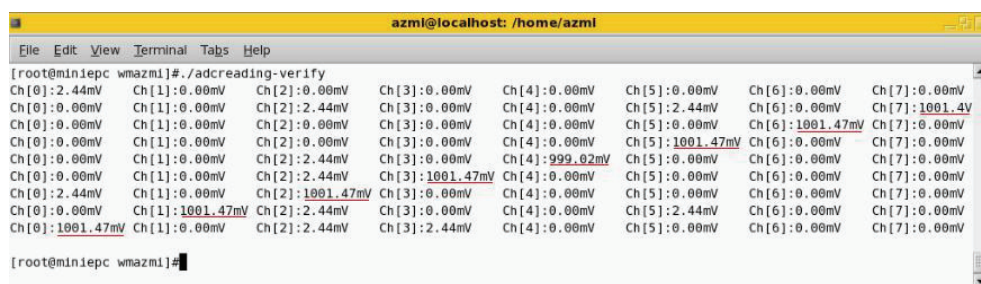 azmi@localhost: /home/azmi
File Edit View Terminal Tabs Help
[root@miniepc wmazmi]#./adcreading-verify
Ch[0]:2.44mV Ch[1]:0.00mV Ch[2]:0.00mV Ch[3]:0.00mV Ch[4]:0.00mV Ch[5]:0.00mV Ch[6]:0.00mV Ch[7]:0.00mV
Ch[0]:0.00mV Ch[1]:0.00mV Ch[2]:2.44mV Ch[3]:0.00mV Ch[4]:0.00mV Ch[5]:2.44mV Ch[6]:0.00mV Ch[7]:1001.4V
Ch[0]:0.00mV Ch[1]:0.00mV Ch[2]:2.44mV Ch[3]:0.00mV Ch[4]:0.00mV Ch[5]:0.00mV Ch[6]:1001.47mV Ch[7]:0.00mV
Ch[0]:0.00mV Ch[1]:0.00mV Ch[2]:0.00mV Ch[3]:0.00mV Ch[4]:0.00mV Ch[5]:1001.47mV Ch[6]:0.00mV Ch[7]:0.00mV
Ch[0]:0.00mV Ch[1]:0.00mV Ch[2]:2.44mV Ch[3]:0.00mV Ch[4]:999.02mV Ch[5]:0.00mV Ch[6]:0.00mV Ch[7]:0.00mV
Ch[0]:0.00mV Ch[1]:0.00mV Ch[2]:2.44mV Ch[3]:1001.47mV Ch[4]:0.00mV Ch[5]:0.00mV Ch[6]:0.00mV Ch[7]:0.00mV
Ch[0]:2.44mV Ch[1]:0.00mV Ch[2]:1001.47mV Ch[3]:0.00mV Ch[4]:0.00mV Ch[5]:0.00mV Ch[6]:0.00mV Ch[7]:0.00mV
Ch[0]:0.00mV Ch[1]:1001.47mV Ch[2]:2.44mV Ch[3]:0.00mV Ch[4]:0.00mV Ch[5]:2.44mV Ch[6]:0.00mV Ch[7]:0.00mV
Ch[0]:1001.47mV Ch[1]:0.00mV Ch[2]:2.44mV Ch[3]:2.44mV Ch[4]:0.00mV Ch[5]:0.00mV Ch[6]:0.00mV Ch[7]:0.00mV
[root@miniepc wmazmi]#